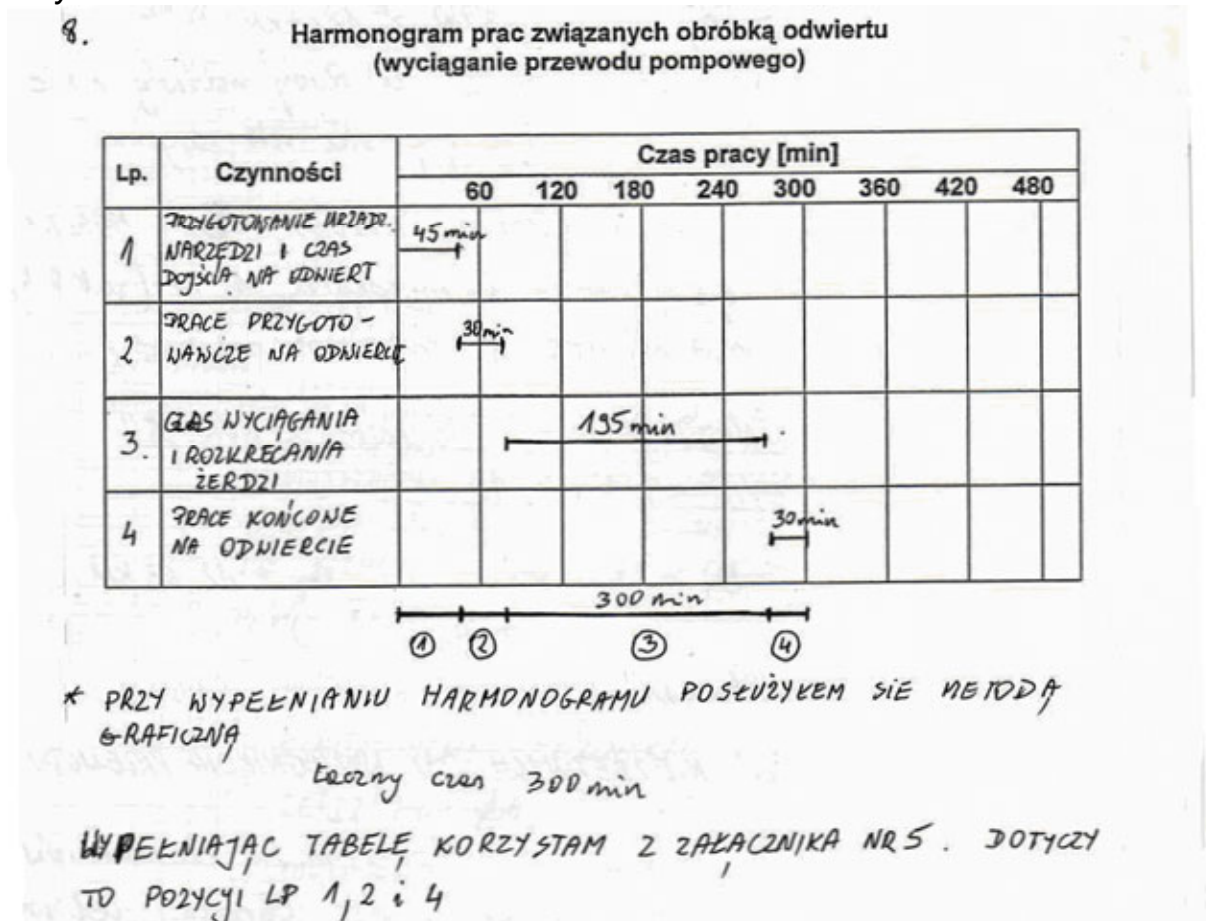 8.
Harmonogram prac związanych obróbką odwiertu
(wyciąganie przewodu pompowego)
Lp. Czynności Czas pracy [min]
60 120 180 240 300 360 420 480
1 PRZYGOTOWANIE URZĄDZ. NARZĘDZI I CZAS DOJŚCIA NA ODWIERT 45 min
2 PRACE PRZYGOTO-
WAWCZE NA ODWIERCIE 30 min
3. CZAS WYCIĄGANIA
I ROZKRĘCANIA
ŻERDZI 195 min
4 PRACE KOŃCOWE
NA ODWIERCIE 30 min
300 min
① ② ③ ④
* PRZY WYPEŁNIANIU HARMONOGRAMU POSŁUŻYŁEM SIĘ METODĄ
GRAFICZNĄ
Łączny czas 300 min
WYPEŁNIAJĄC TABELĘ KORZYSTAM Z ZAŁĄCZNIKA NR 5. DOTYCZY
TO POZYCYJI LP 1, 2 i 4